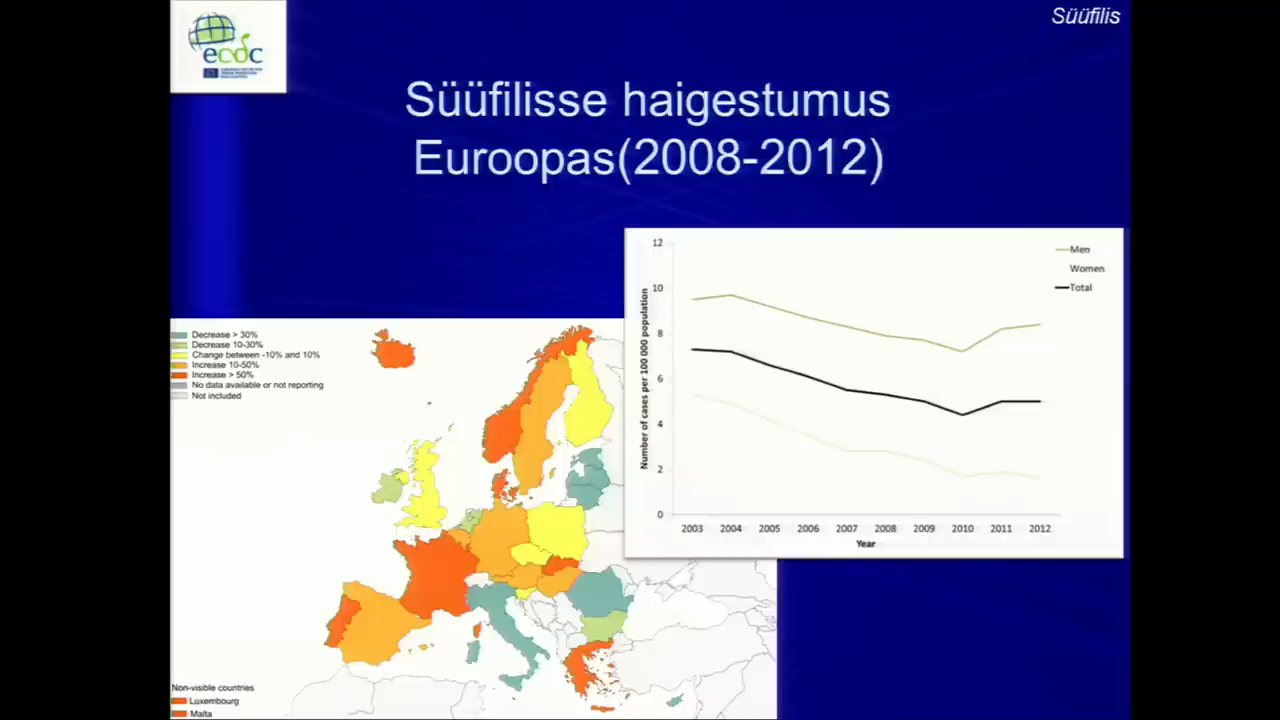 Süüfilis
ecdc
Süüfilisse haigestumus
Euroopas(2008-2012)
Decrease > 30%
Decrease 10-30%
Change between -10% and 10%
Increase 10-50%
Increase > 50%
No data available or not reporting
Not included
Non-visible countries
Luxembourg
Malta
Number of cases per 100 000 population
12
10
8
6
4
2
0
2003 2004 2005 2006 2007 2008 2009 2010 2011 2012
Year
Men
Women
Total